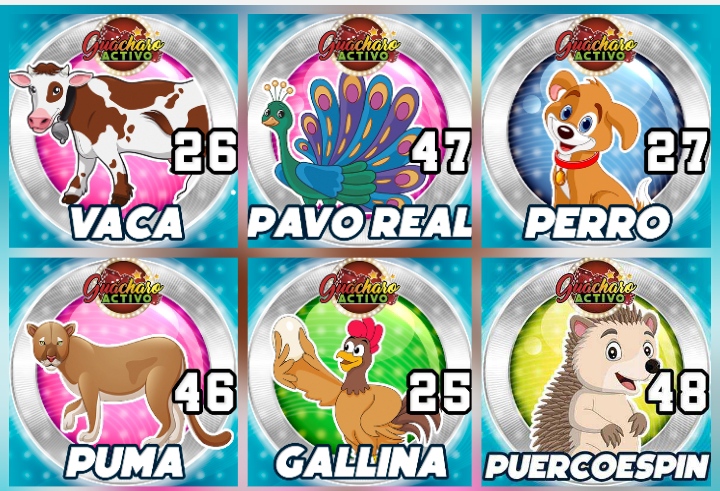 Guácharo
ACTIVO
26
VACA
Guácharo
ACTIVO
47
PAVO REAL
Guácharo
ACTIVO
27
PERRO
Guácharo
ACTIVO
46
PUMA
Guácharo
ACTIVO
25
GALLINA
Guácharo
ACTIVO
48
PUERCOESPIN